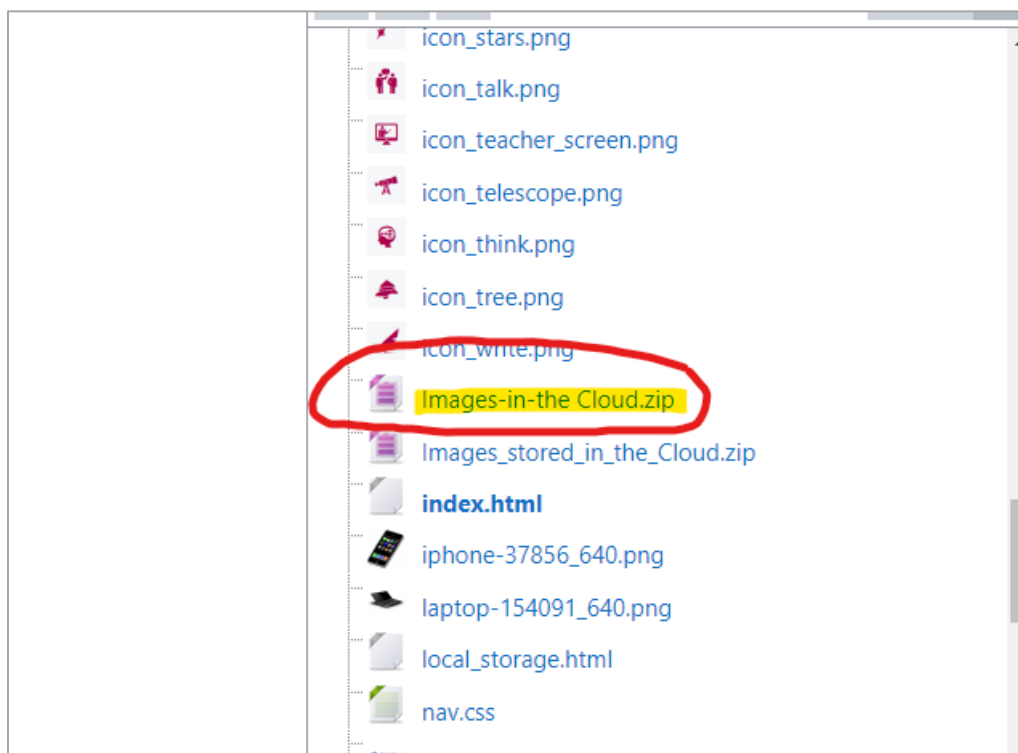 icon_stars.png
icon_talk.png
icon_teacher_screen.png
icon_telescope.png
icon_think.png
icon_tree.png
icon_write.png
Images-in-the Cloud.zip
Images_stored_in_the_Cloud.zip
index.html
iphone-37856_640.png
laptop-154091_640.png
local_storage.html
nav.css